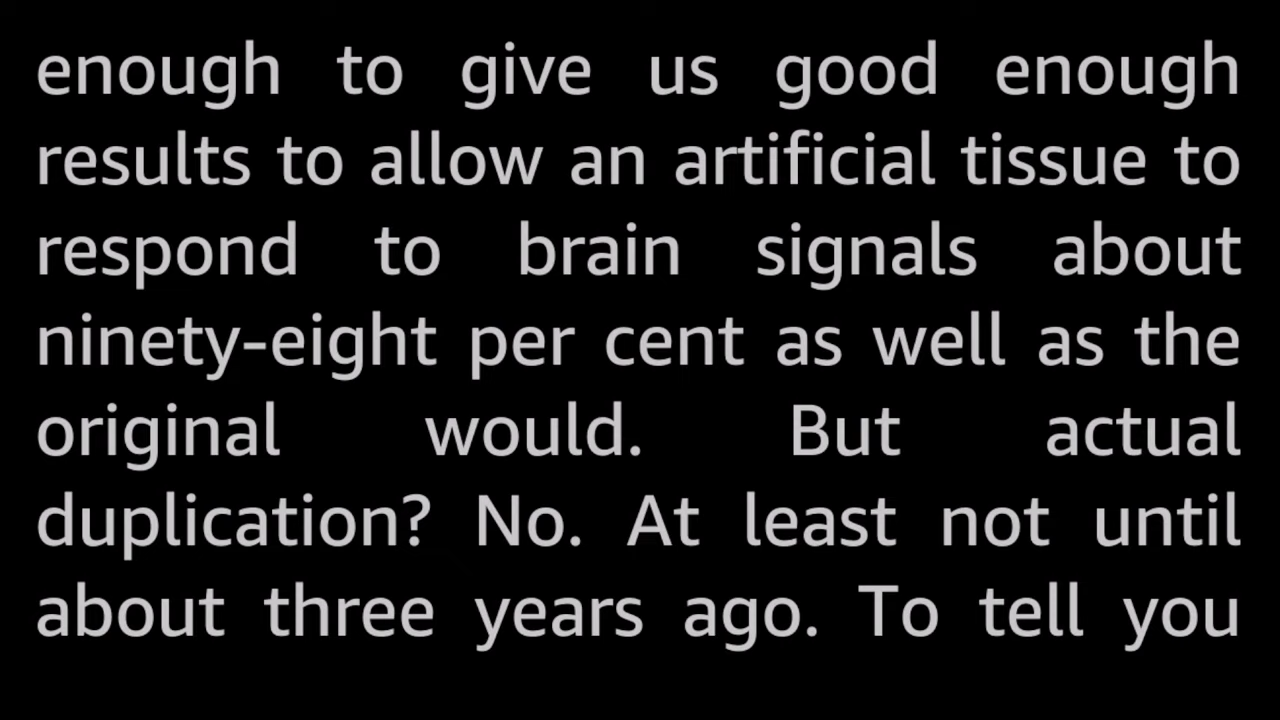 enough to give us good enough
results to allow an artificial tissue to
respond to brain signals about
ninety-eight per cent as well as the
original would. But actual
duplication? No. At least not until
about three years ago. To tell you